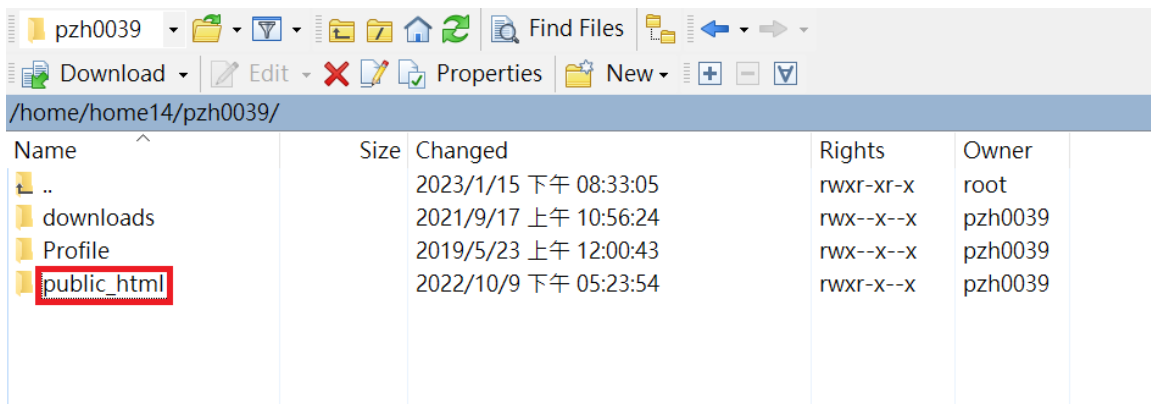 pzh0039 Find Files
Download Edit Properties New
/home/home14/pzh0039/
Name Size Changed Rights Owner
.. 2023/1/15 下午 08:33:05 rwxr-xr-x root
downloads 2021/9/17 上午 10:56:24 rwx--x--x pzh0039
Profile 2019/5/23 上午 12:00:43 rwx--x--x pzh0039
public_html 2022/10/9 下午 05:23:54 rwxr-x--x pzh0039